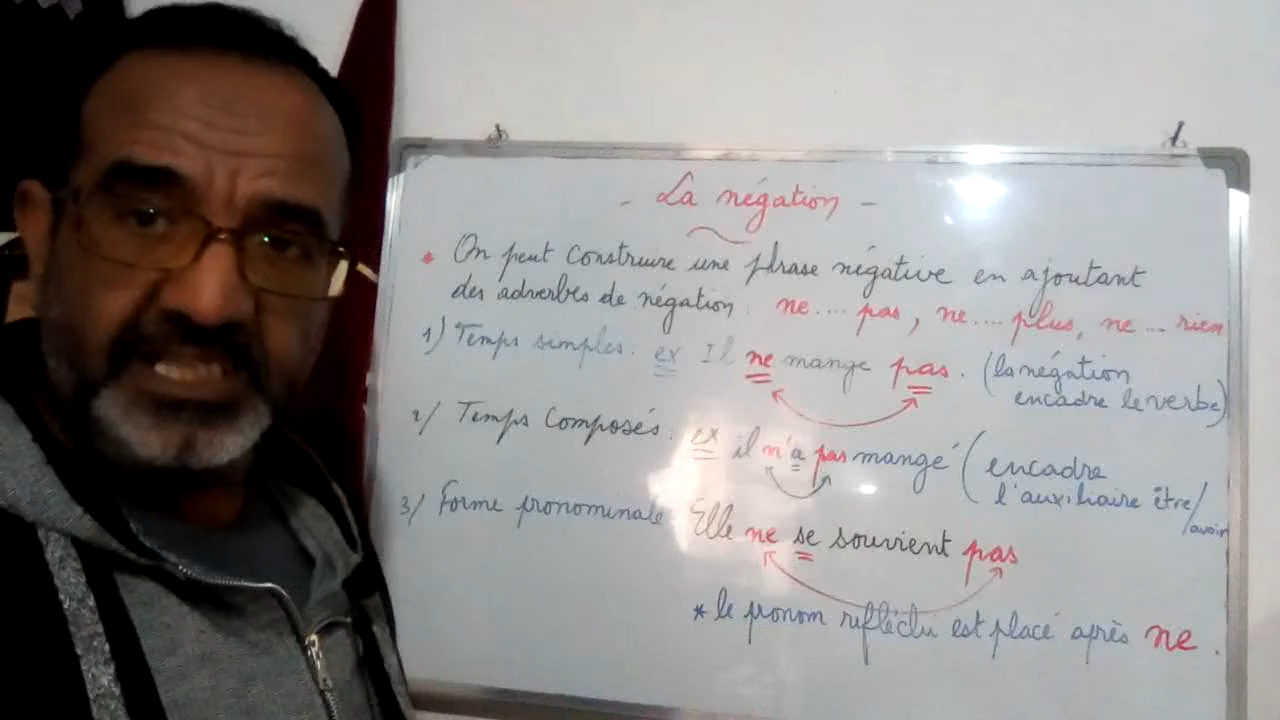 - La négation -
* On peut construire une phrase négative en ajoutant
des adverbes de négation. ne.... pas, ne.... plus, ne... rien
1) Temps simples. ex Il ne mange pas. (la négation
encadre le verbe)
2/ Temps Composés. ex il n'a pas mangé (encadre
l'auxiliaire être/
avoir
3/ Forme pronominale. Elle ne se souvient pas
* le pronom réfléchi est placé après ne.